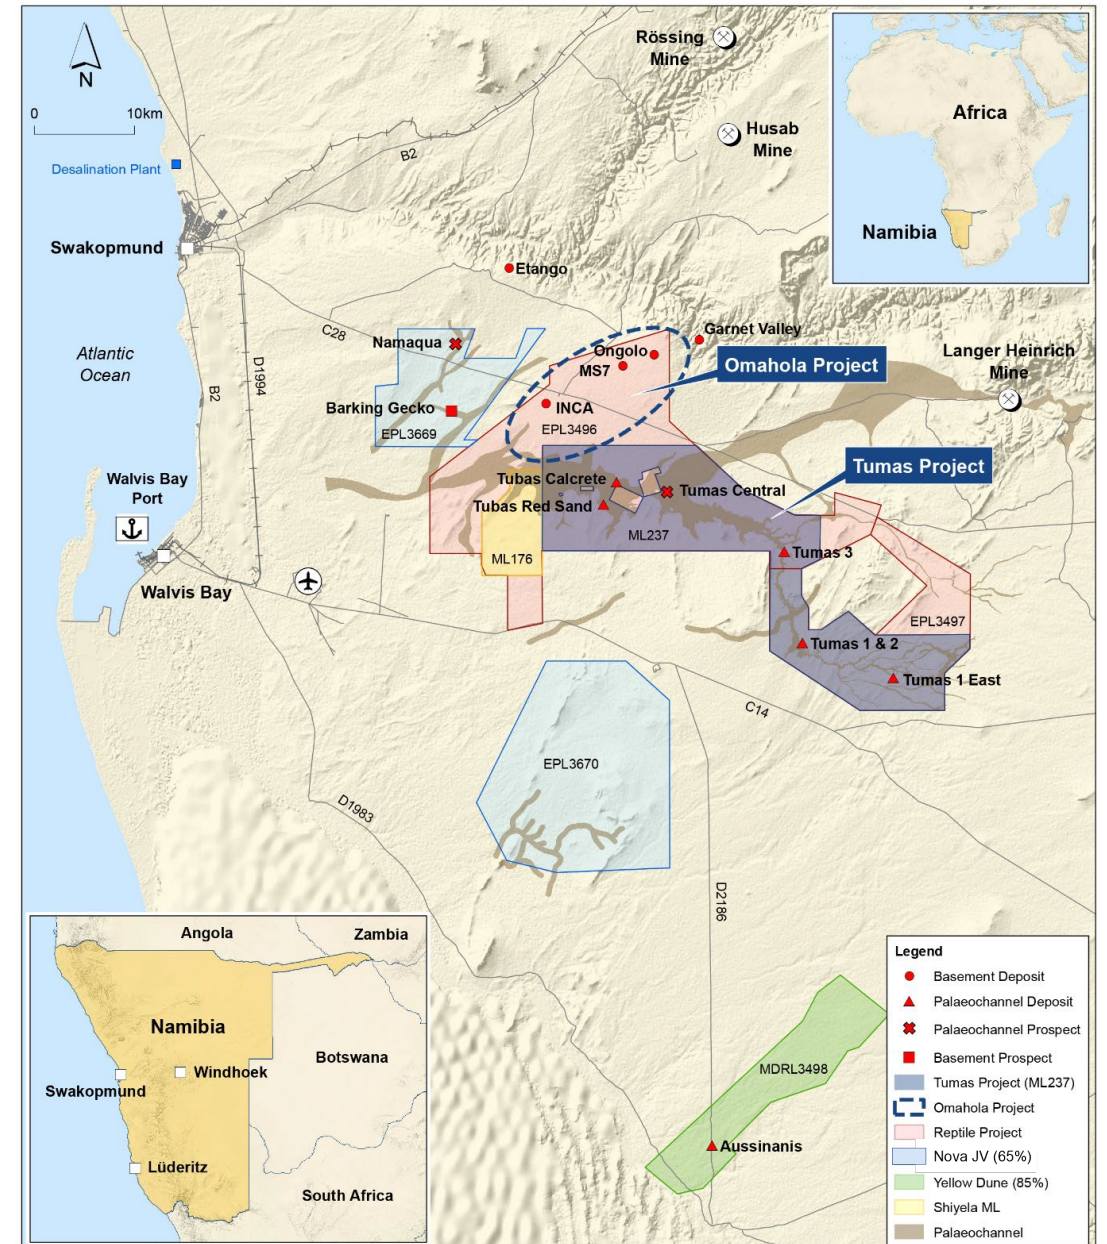 N
0 10km
Desalination Plant
Swakopmund
Atlantic
Ocean
Rössing
Mine
Husab
Mine
B2
Africa
Namibia
Etango
C28
D1994
B2
Namaqua
Barking Gecko
EPL3669
Garnet Valley
Ongolo
MS7
Omahola Project
INCA
EPL3496
Langer Heinrich
Mine
Tumas Project
Walvis Bay
Port
Walvis Bay
Tubas Calcrete
Tubas Red Sand
Tumas Central
ML237
ML176
Tumas 3
EPL3497
Tumas 1 & 2
Tumas 1 East
C14
EPL3670
D1983
D2186
MDRL3498
Aussinanis
Angola
Zambia
Namibia
Botswana
Windhoek
Swakopmund
Lüderitz
South Africa
Legend
Basement Deposit
Palaeochannel Deposit
Palaeochannel Prospect
Basement Prospect
Tumas Project (ML237)
Omahola Project
Reptile Project
Nova JV (65%)
Yellow Dune (85%)
Shiyela ML
Palaeochannel